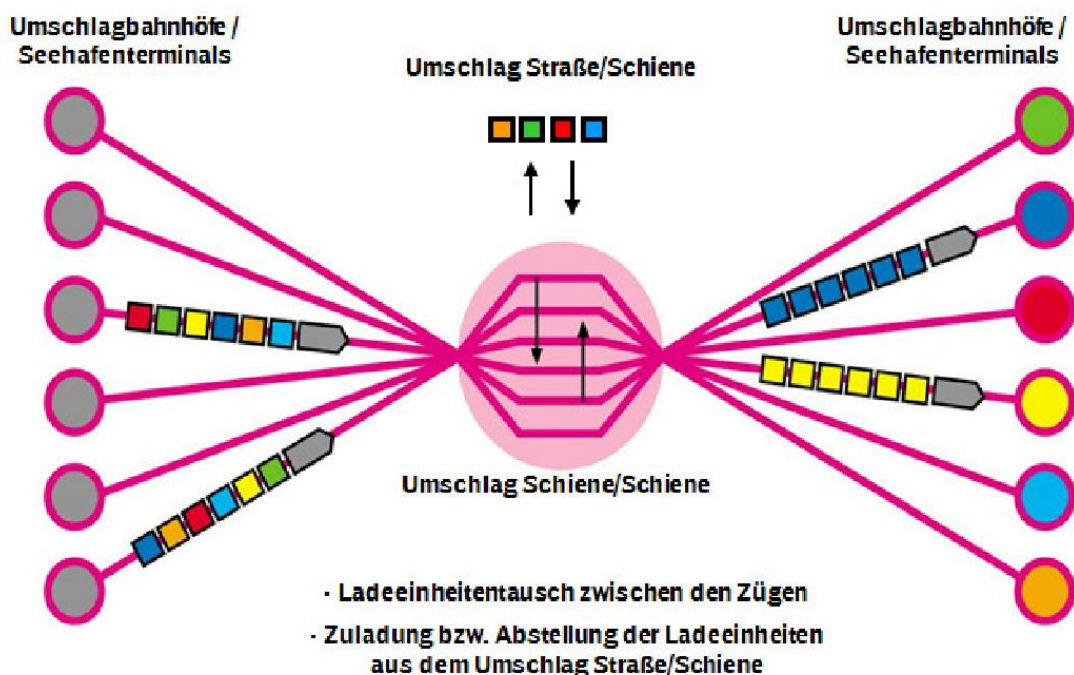 Umschlagbahnhöfe /
Seehafenterminals
Umschlag Straße/Schiene
Umschlagbahnhöfe /
Seehafenterminals
Umschlag Schiene/Schiene
- Ladeeinheitentausch zwischen den Zügen
- Zuladung bzw. Abstellung der Ladeeinheiten
aus dem Umschlag Straße/Schiene